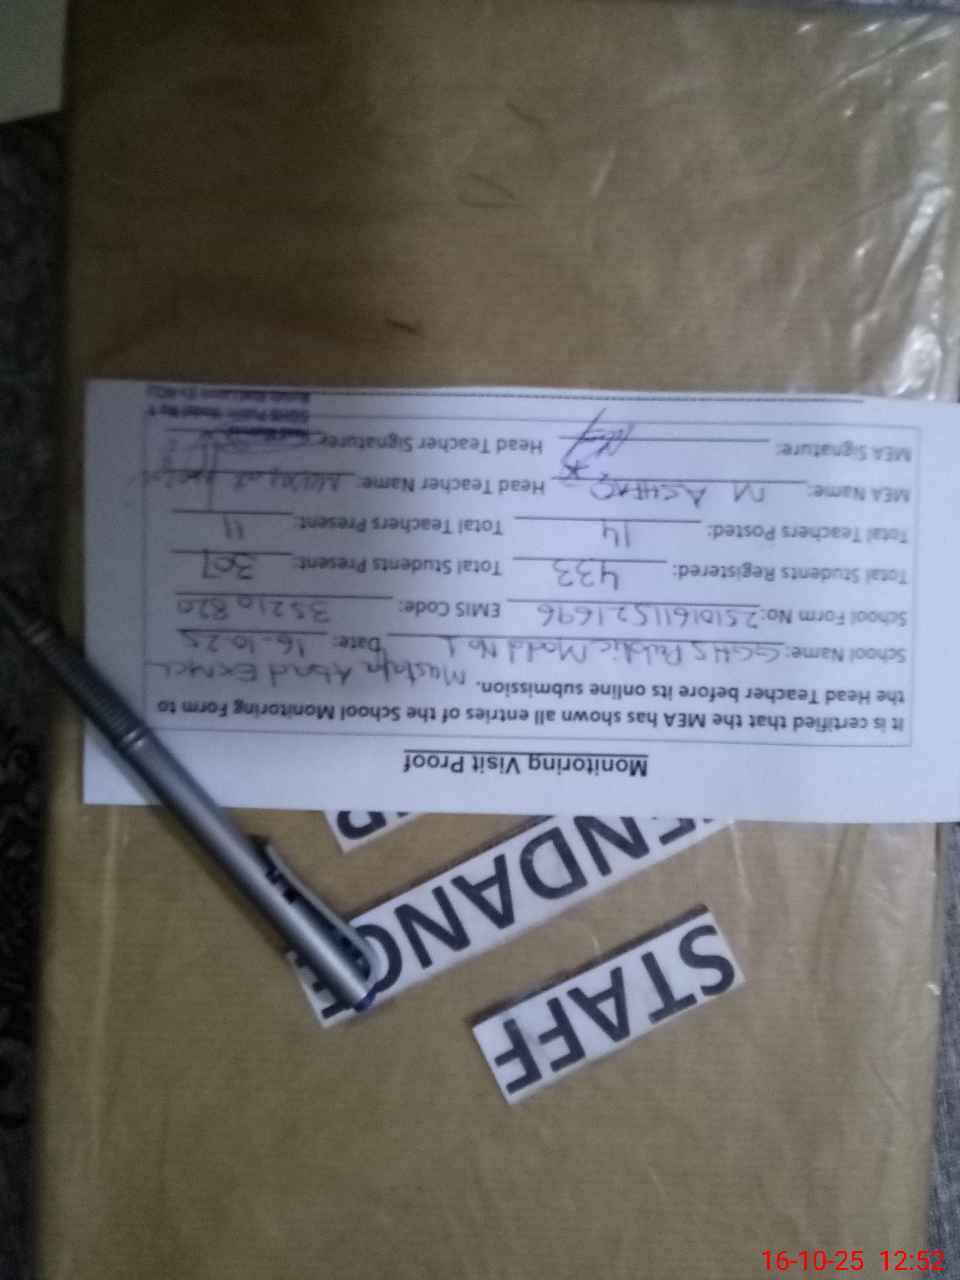 Monitoring Visit Proof
It is certified that the MEA has shown all entries of the School Monitoring Form to
the Head Teacher before its online submission. Mustafa Abad
School Name: GGHS Public Model No 1 Date: 16-10-25
School Form No: 25101611521696 EMIS Code: 35210820
Total Students Registered: 433 Total Students Present: 307
Total Teachers Posted: 14 Total Teachers Present: 11
MEA Name: M ASHFAQ Head Teacher Name:
MEA Signature: Head Teacher Signature:
STAFF
ENDANCE
16-10-25 12:52